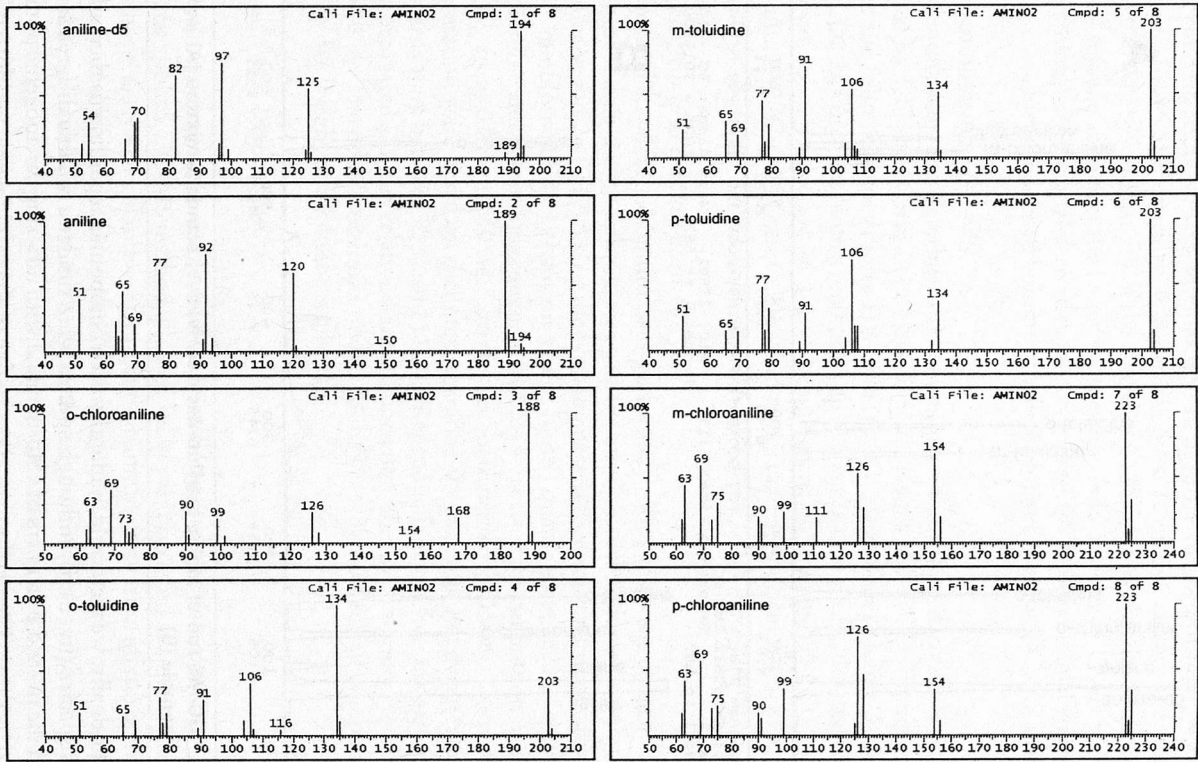 Cali File: AMINO2 Cmpd: 1 of 8
100% aniline-d5 194
97
82
125
70
54
189
40 50 60 70 80 90 100 110 120 130 140 150 160 170 180 190 200 210
Cali File: AMINO2 Cmpd: 2 of 8
100% aniline 189
92
77 120
65
51
69
150 194
40 50 60 70 80 90 100 110 120 130 140 150 160 170 180 190 200 210
Cali File: AMINO2 Cmpd: 3 of 8
100% o-chloroaniline 188
69
63 90 126
99 168
73
154
50 60 70 80 90 100 110 120 130 140 150 160 170 180 190 200
Cali File: AMINO2 Cmpd: 4 of 8
100% o-toluidine 134
106 203
77 91
51 65
116
40 50 60 70 80 90 100 110 120 130 140 150 160 170 180 190 200 210
Cali File: AMINO2 Cmpd: 5 of 8
100% m-toluidine 203
91
106 134
77
65
51 69
40 50 60 70 80 90 100 110 120 130 140 150 160 170 180 190 200 210
Cali File: AMINO2 Cmpd: 6 of 8
100% p-toluidine 203
106
77
134
51 91
65
40 50 60 70 80 90 100 110 120 130 140 150 160 170 180 190 200 210
Cali File: AMINO2 Cmpd: 7 of 8
100% m-chloroaniline 223
154
69 126
63
75
90 99 111
50 60 70 80 90 100 110 120 130 140 150 160 170 180 190 200 210 220 230 240
Cali File: AMINO2 Cmpd: 8 of 8
100% p-chloroaniline 223
126
69
63
99 154
75
90
50 60 70 80 90 100 110 120 130 140 150 160 170 180 190 200 210 220 230 240